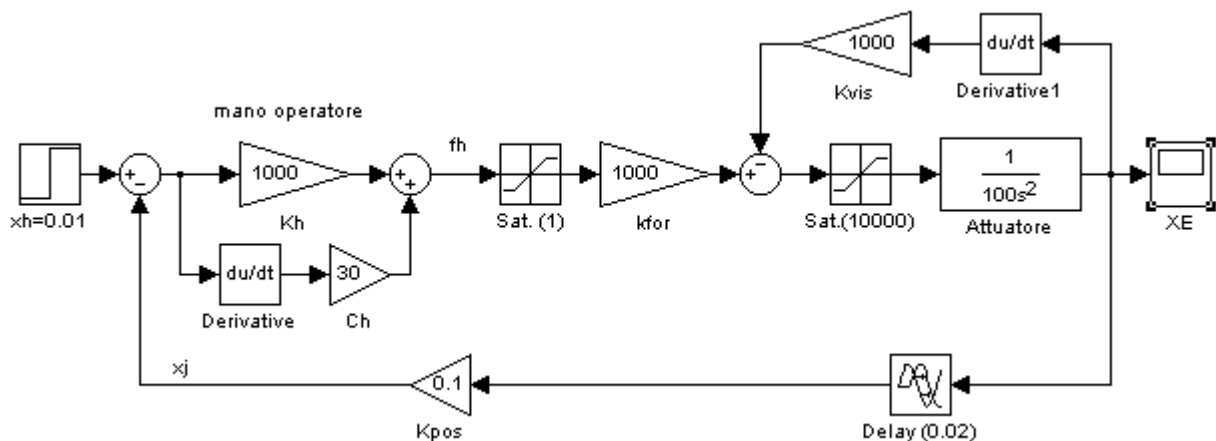 1000
du/dt
Kvis
Derivative1
mano operatore
fh
1000
1000
1
100s2
xh=0.01
Kh
Sat. (1)
kfor
Sat.(10000)
Attuatore
XE
du/dt
30
Derivative
Ch
xj
0.1
Kpos
Delay (0.02)